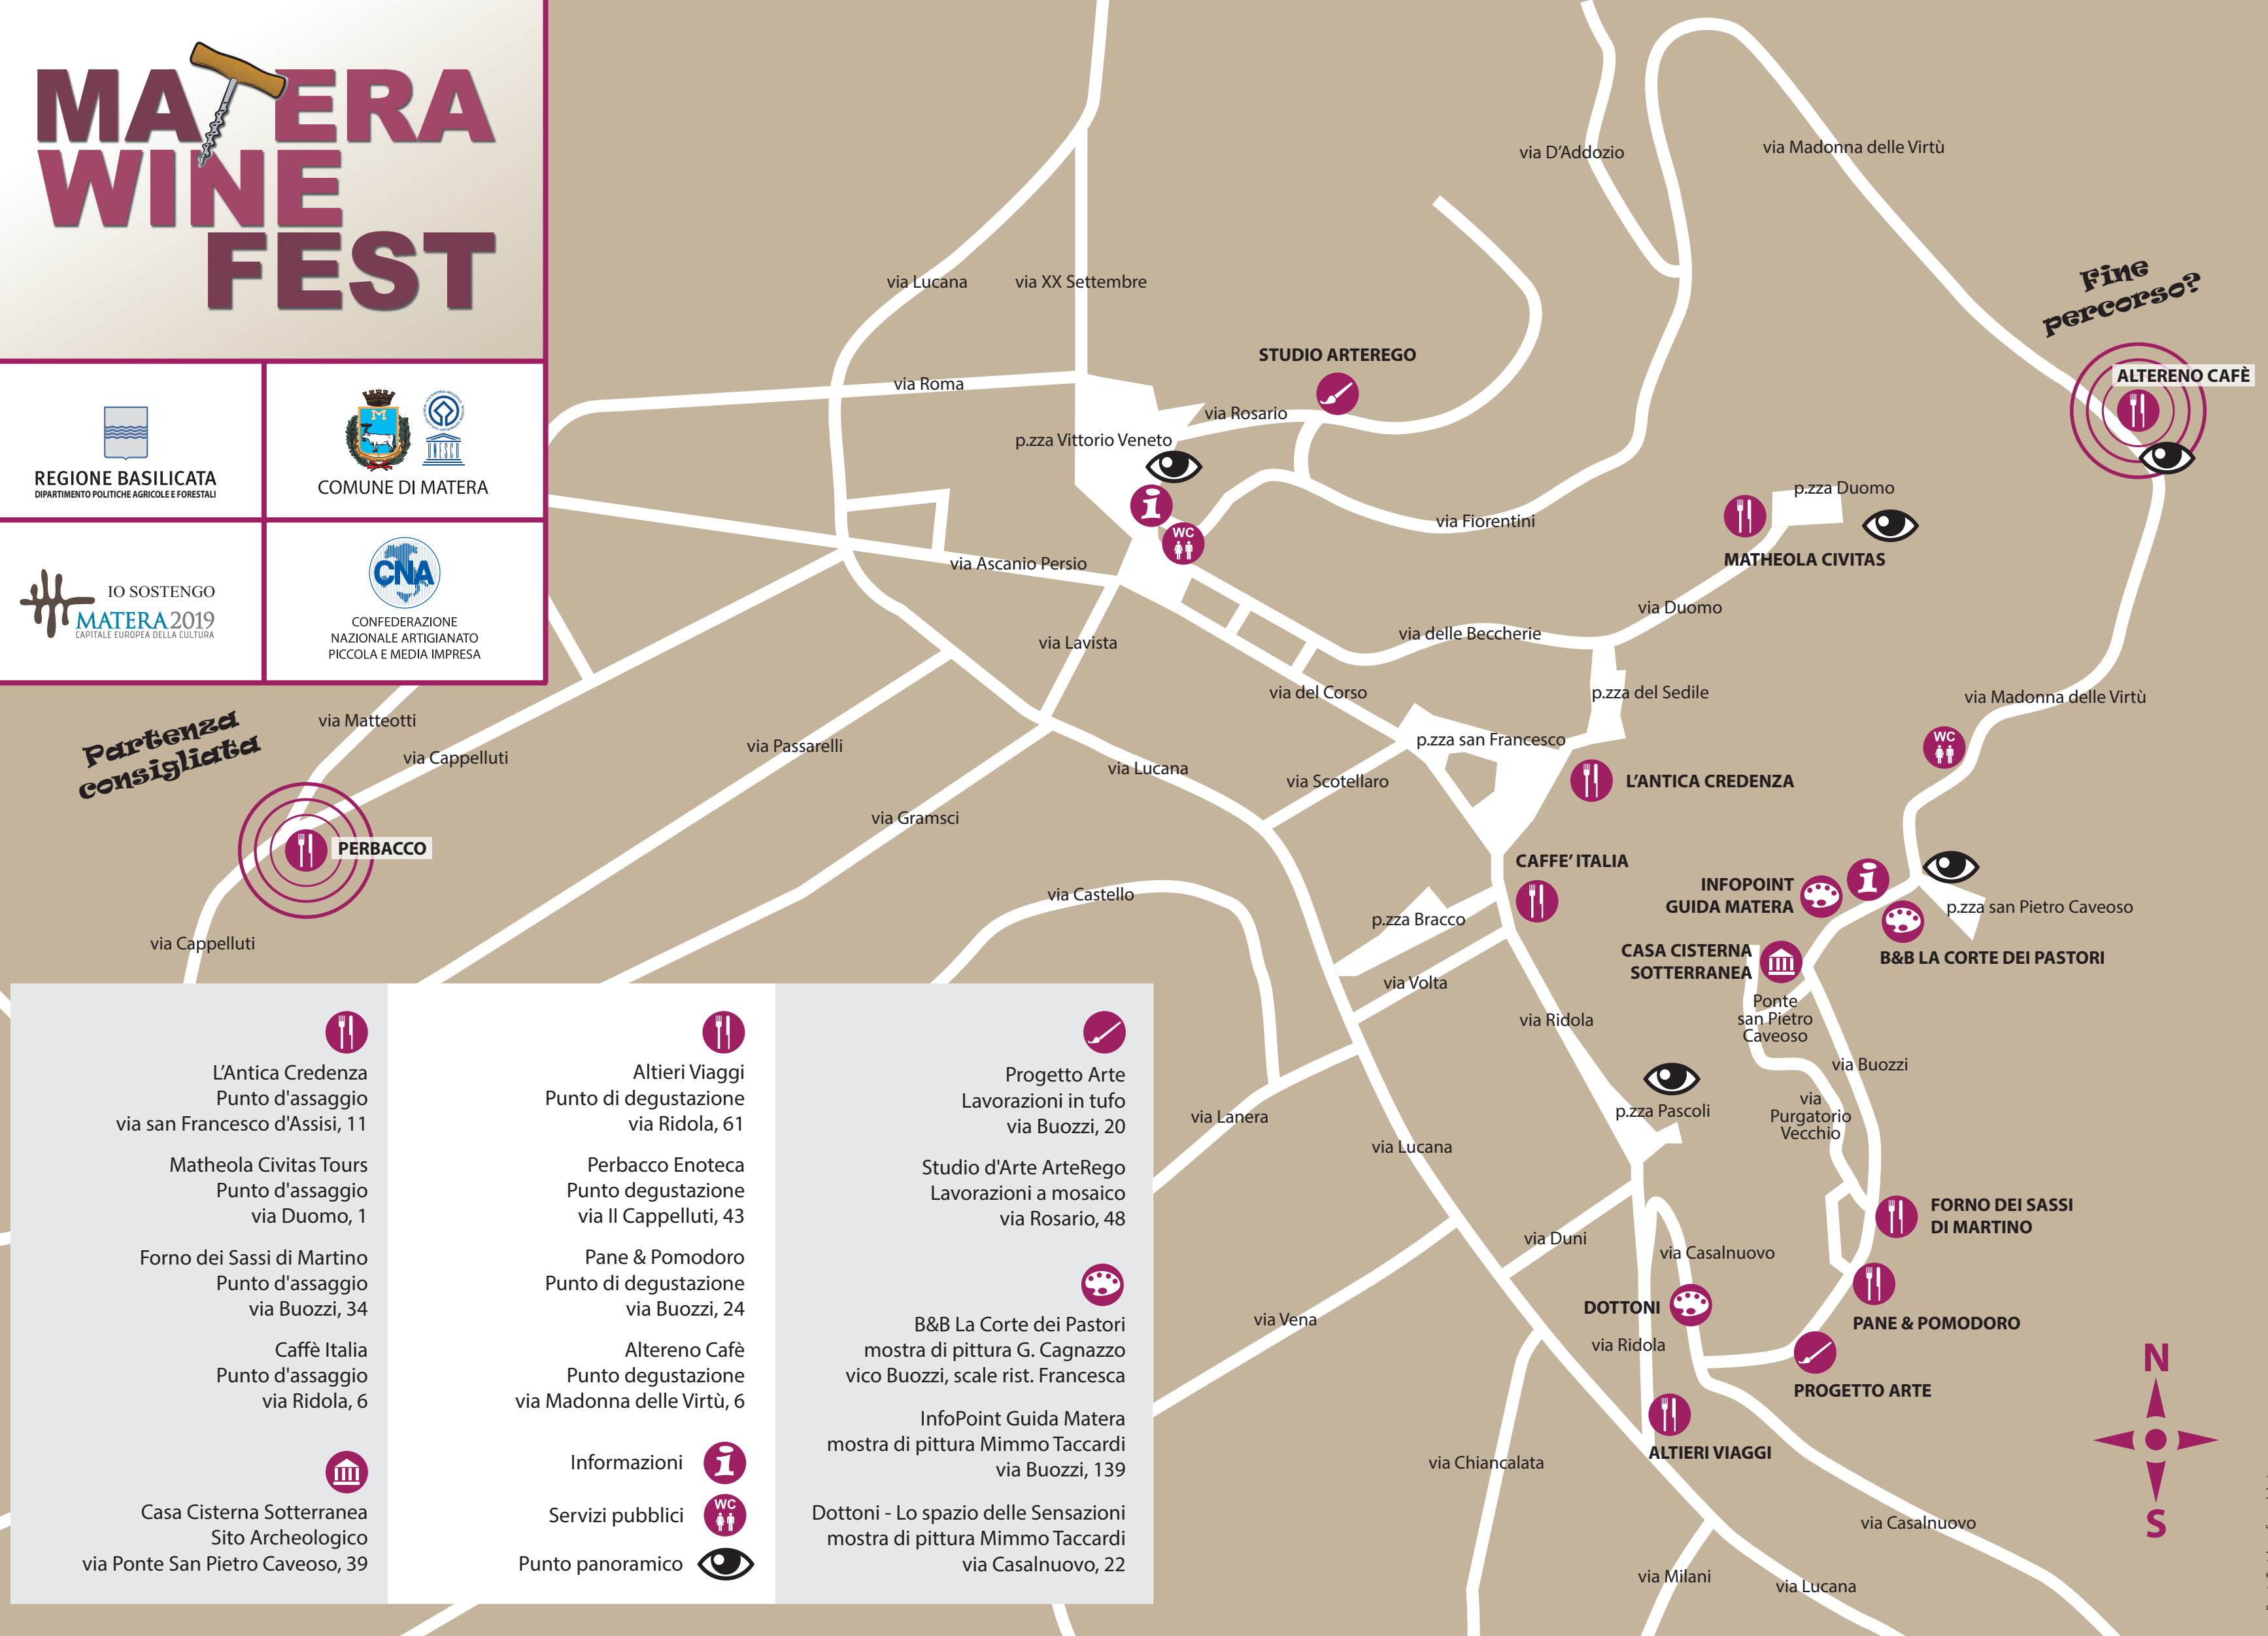 MATERA
WINE
FEST
REGIONE BASILICATA
DIPARTIMENTO POLITICHE AGRICOLE E FORESTALI
M
UNESCO
COMUNE DI MATERA
IO SOSTENGO
MATERA 2019
CAPITALE EUROPEA DELLA CULTURA
CNA
CONFEDERAZIONE
NAZIONALE ARTIGIANATO
PICCOLA E MEDIA IMPRESA
via D'Addozio
via Madonna delle Virtù
Fine
percorso?
via Lucana
via XX Settembre
STUDIO ARTEREGO
ALTERENO CAFÈ
via Roma
via Rosario
p.zza Vittorio Veneto
i
WC
p.zza Duomo
via Fiorentini
MATHEOLA CIVITAS
via Ascanio Persio
via Duomo
via delle Beccherie
via Lavista
via del Corso
p.zza del Sedile
via Madonna delle Virtù
Partenza
consigliata
via Matteotti
via Cappelluti
via Passarelli
p.zza san Francesco
WC
via Lucana
via Scotellaro
L'ANTICA CREDENZA
via Gramsci
PERBACCO
CAFFE' ITALIA
via Castello
INFOPOINT
GUIDA MATERA
i
p.zza san Pietro Caveoso
p.zza Bracco
via Cappelluti
CASA CISTERNA
SOTTERRANEA
B&B LA CORTE DEI PASTORI
via Volta
Ponte
san Pietro
Caveoso
via Ridola
via Buozzi
p.zza Pascoli
via
Purgatorio
Vecchio
via Lanera
via Lucana
FORNO DEI SASSI
DI MARTINO
via Duni
via Casalnuovo
DOTTONI
via Vena
PANE & POMODORO
via Ridola
PROGETTO ARTE
N
ALTIERI VIAGGI
via Chiancalata
S
via Casalnuovo
via Milani
via Lucana
L'Antica Credenza
Punto d'assaggio
via san Francesco d'Assisi, 11
Matheola Civitas Tours
Punto d'assaggio
via Duomo, 1
Forno dei Sassi di Martino
Punto d'assaggio
via Buozzi, 34
Caffè Italia
Punto d'assaggio
via Ridola, 6
Casa Cisterna Sotterranea
Sito Archeologico
via Ponte San Pietro Caveoso, 39
Altieri Viaggi
Punto di degustazione
via Ridola, 61
Perbacco Enoteca
Punto degustazione
via II Cappelluti, 43
Pane & Pomodoro
Punto di degustazione
via Buozzi, 24
Altereno Cafè
Punto degustazione
via Madonna delle Virtù, 6
Informazioni i
Servizi pubblici WC
Punto panoramico
Progetto Arte
Lavorazioni in tufo
via Buozzi, 20
Studio d'Arte ArteRego
Lavorazioni a mosaico
via Rosario, 48
B&B La Corte dei Pastori
mostra di pittura G. Cagnazzo
vico Buozzi, scale rist. Francesca
InfoPoint Guida Matera
mostra di pittura Mimmo Taccardi
via Buozzi, 139
Dottoni - Lo spazio delle Sensazioni
mostra di pittura Mimmo Taccardi
via Casalnuovo, 22